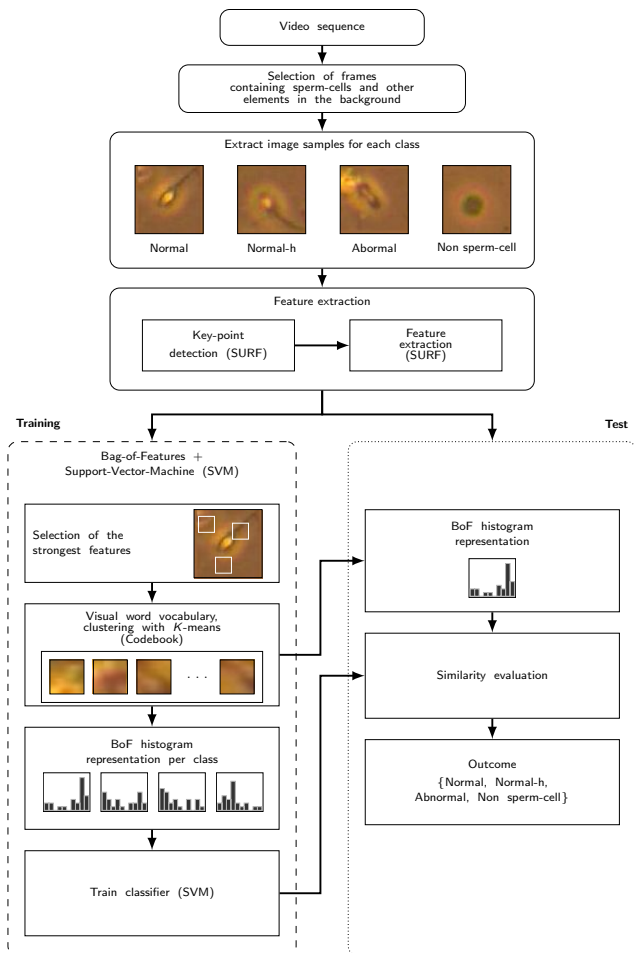 Video sequence
Selection of frames
containing sperm-cells and other
elements in the background
Extract image samples for each class
Normal
Normal-h
Abormal
Non sperm-cell
Feature extraction
Key-point
detection (SURF)
Feature
extraction
(SURF)
Training
Bag-of-Features +
Support-Vector-Machine (SVM)
Selection of the
strongest features
Visual word vocabulary,
clustering with K-means
(Codebook)
. . .
BoF histogram
representation per class
Train classifier (SVM)
Test
BoF histogram
representation
Similarity evaluation
Outcome
{Normal, Normal-h,
Abnormal, Non sperm-cell}